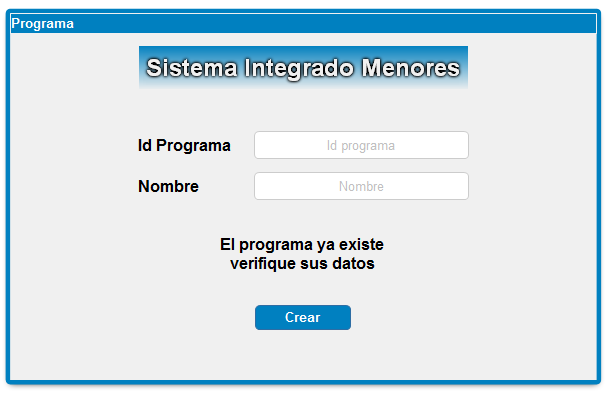 Programa
Sistema Integrado Menores
Id Programa
Id programa
Nombre
Nombre
El programa ya existe
verifique sus datos
Crear